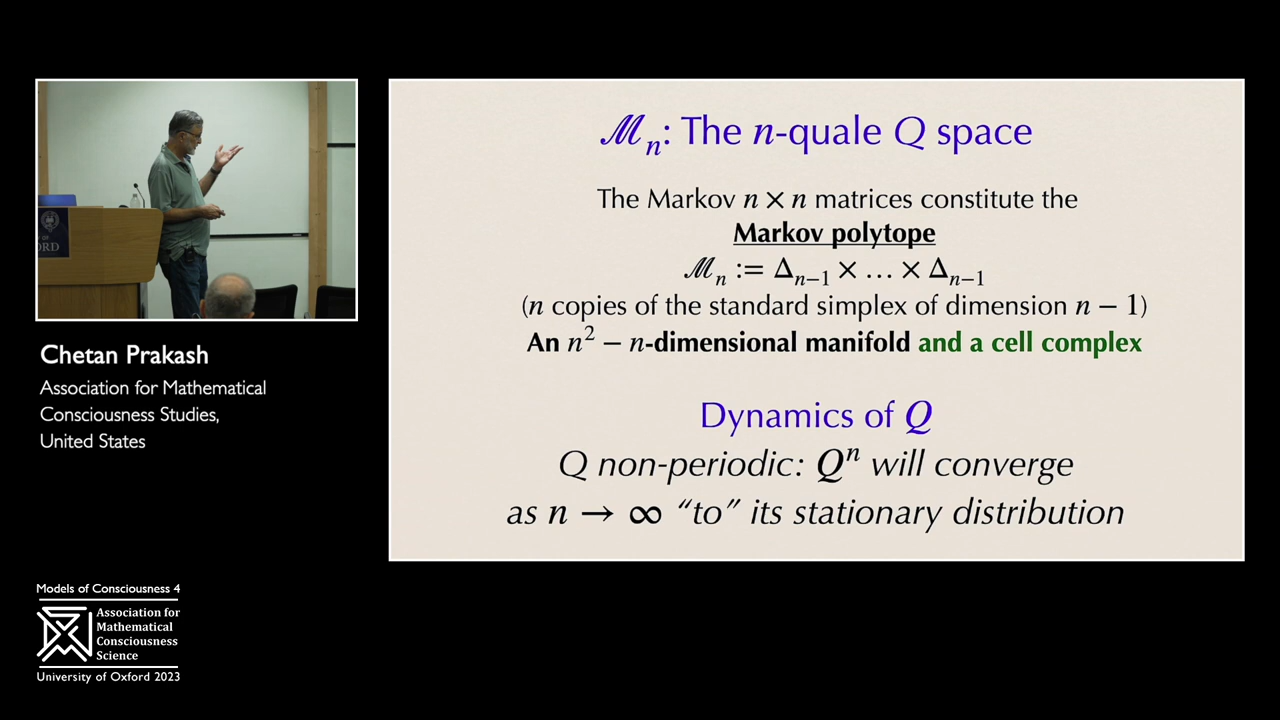 ℳn: The n-quale Q space
The Markov n × n matrices constitute the
Markov polytope
ℳn := Δn−1 × … × Δn−1
(n copies of the standard simplex of dimension n − 1)
An n² − n-dimensional manifold and a cell complex
Dynamics of Q
Q non-periodic: Qⁿ will converge
as n → ∞ “to” its stationary distribution
ORD
Chetan Prakash
Association for Mathematical
Consciousness Studies,
United States
Models of Consciousness 4
Association for
Mathematical
Consciousness
Science
University of Oxford 2023